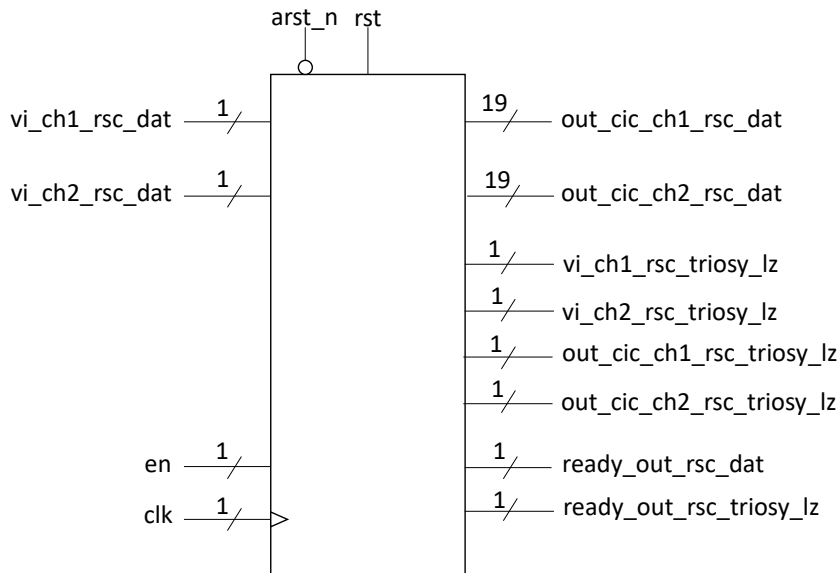 arst_n rst
vi_ch1_rsc_dat 1 19 out_cic_ch1_rsc_dat
vi_ch2_rsc_dat 1 19 out_cic_ch2_rsc_dat
1 vi_ch1_rsc_triosy_lz
1 vi_ch2_rsc_triosy_lz
1 out_cic_ch1_rsc_triosy_lz
1 out_cic_ch2_rsc_triosy_lz
en 1 1 ready_out_rsc_dat
clk 1 1 ready_out_rsc_triosy_lz